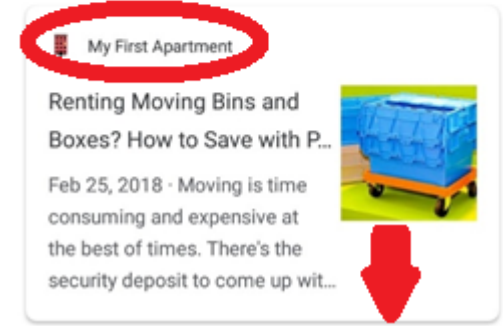 My First Apartment
Renting Moving Bins and
Boxes? How to Save with P...
Feb 25, 2018 · Moving is time
consuming and expensive at
the best of times. There's the
security deposit to come up wit...